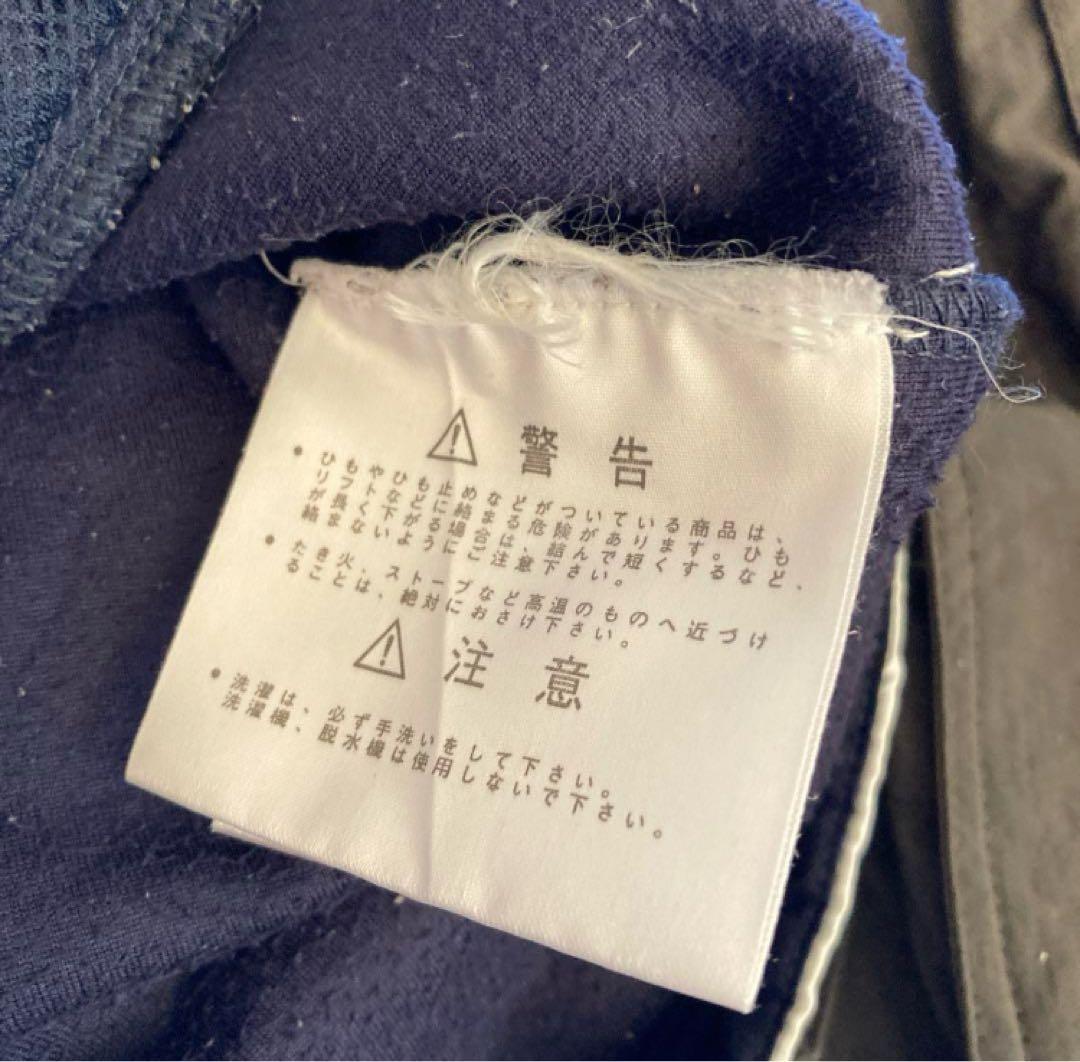 警告
• ひもやひも止めなどがついている商品は、
リフトなどに絡まる危険があります。ひも
が長く下がる場合は、詰んで短くするなど、
絡まないようにご注意下さい。
• たき火、ストーブなど高温のものへ近づけ
ることは、絶対におさけ下さい。
注意
• 洗濯は、必ず手洗いをして下さい。
洗濯機、脱水機は使用しないで下さい。